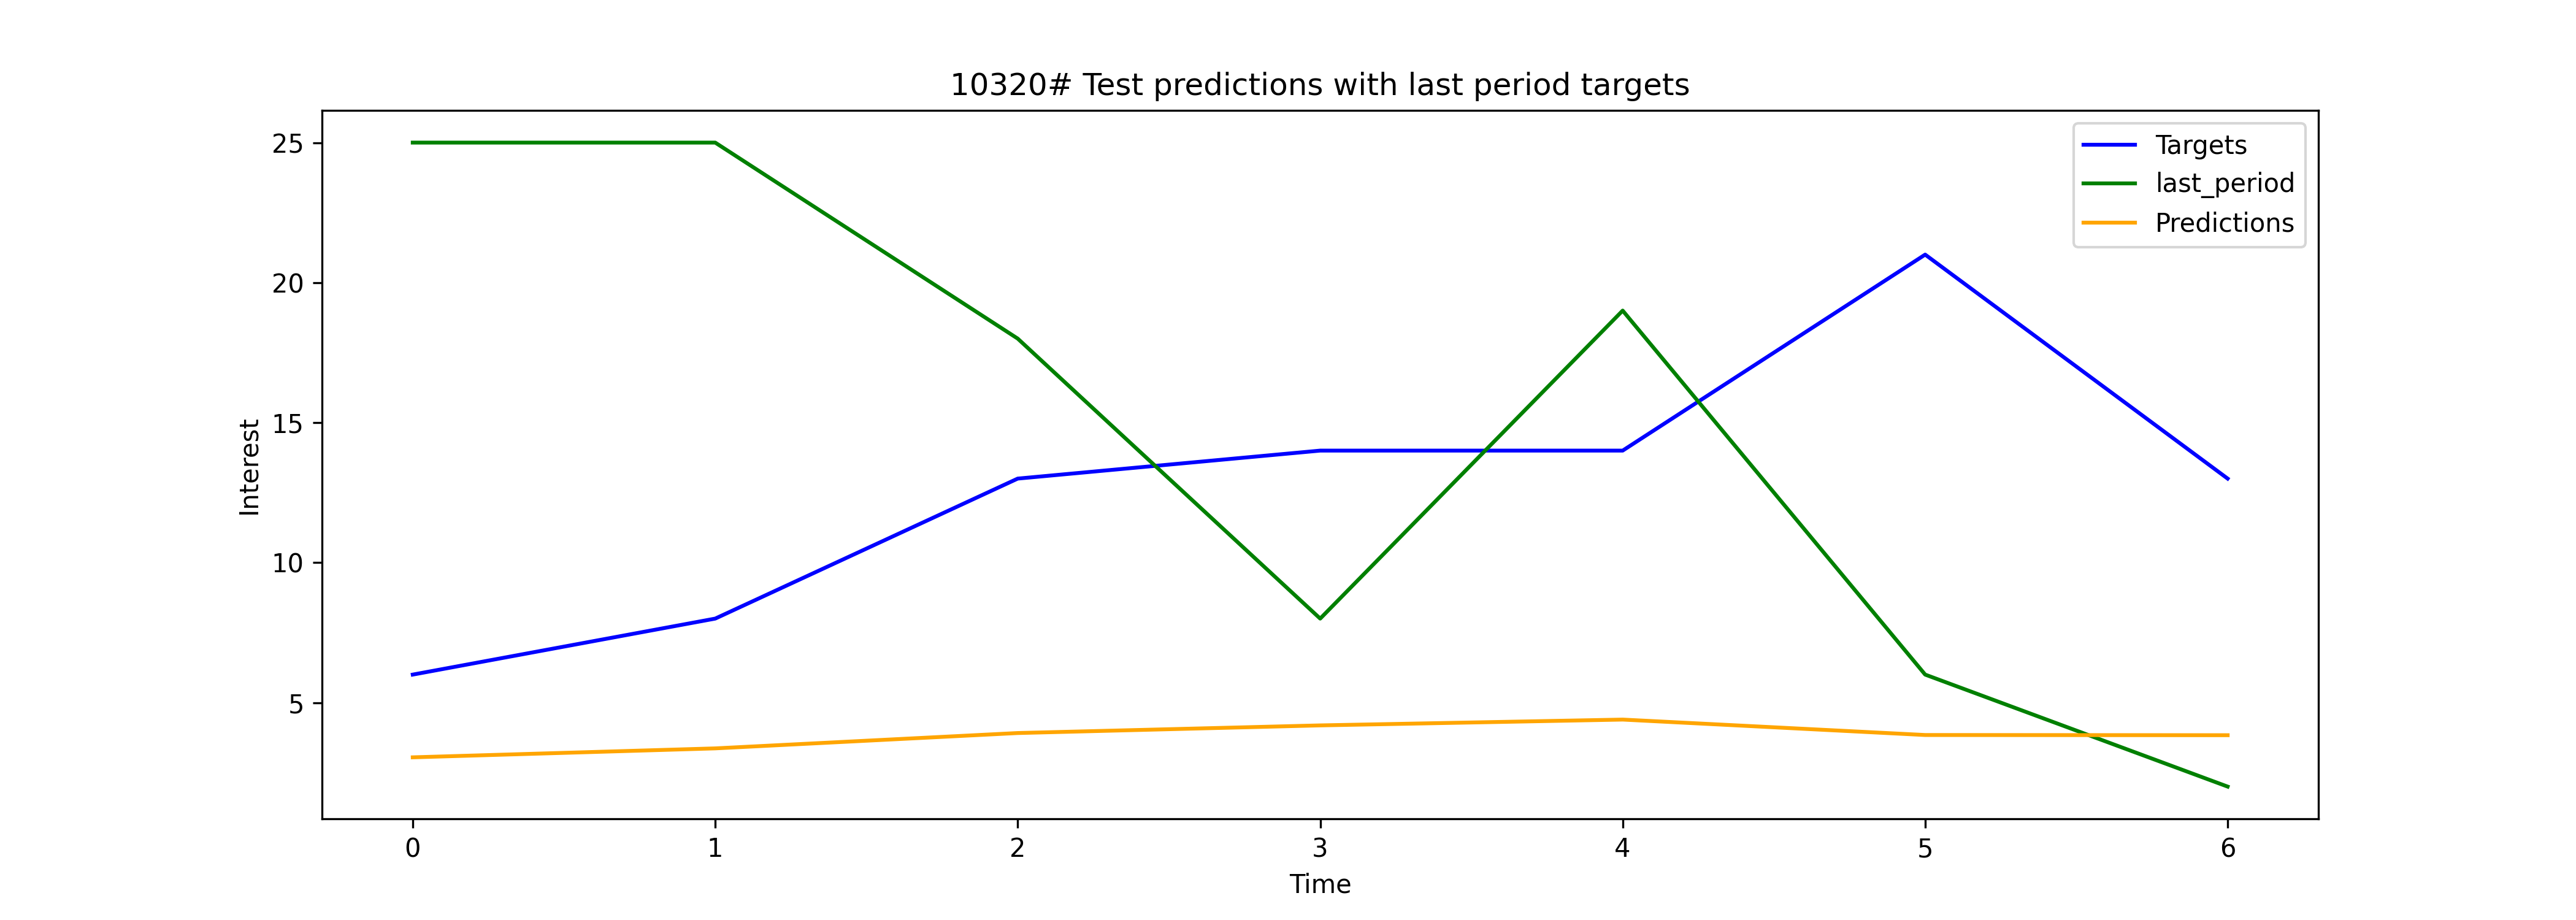 10320# Test predictions with last period targets
Targets
last_period
Predictions
Interest
25
20
15
10
5
0 1 2 3 4 5 6
Time